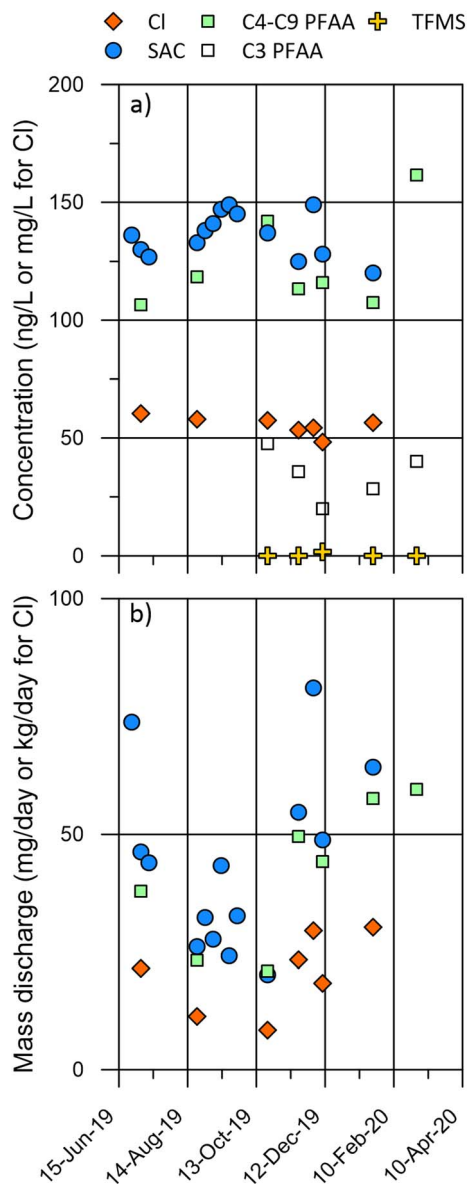 Cl C4-C9 PFAA TFMS
SAC C3 PFAA
a)
200
150
100
50
0
Concentration (ng/L or mg/L for Cl)
b)
100
50
0
Mass discharge (mg/day or kg/day for Cl)
15-Jun-19 14-Aug-19 13-Oct-19 12-Dec-19 10-Feb-20 10-Apr-20